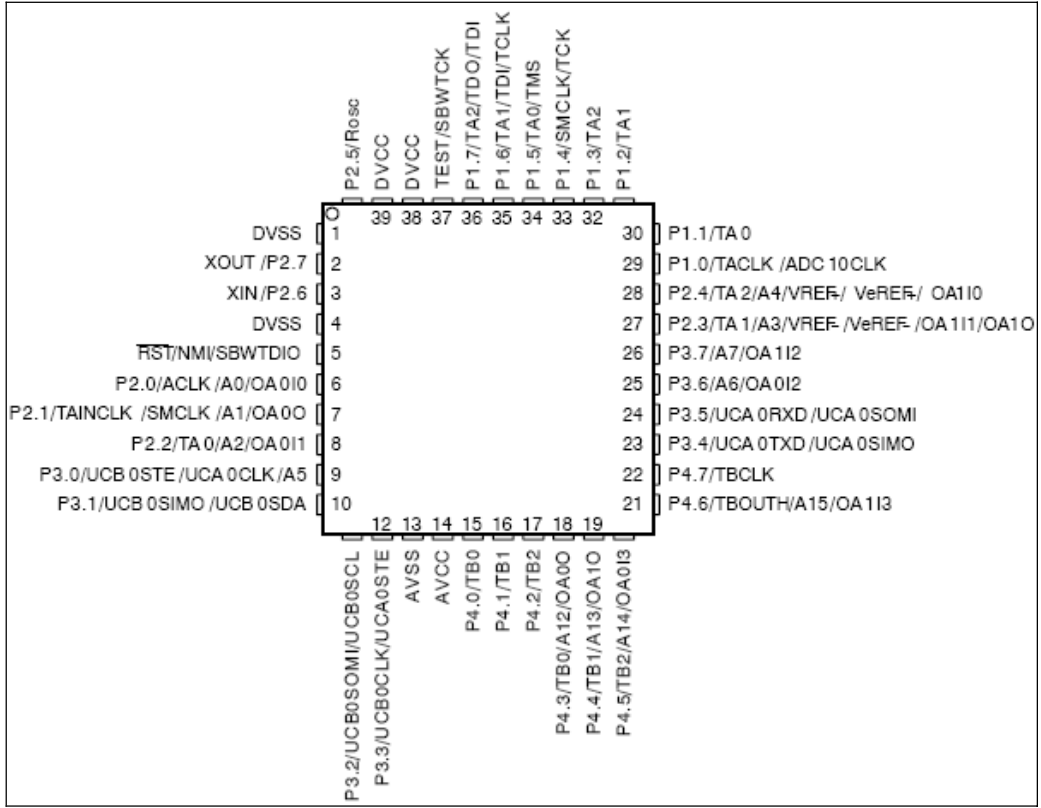 P2.5/Rosc
DVCC
DVCC
TEST/SBWTCK
P1.7/TA2/TDO/TDI
P1.6/TA1/TDI/TCLK
P1.5/TA0/TMS
P1.4/SMCLK/TCK
P1.3/TA2
P1.2/TA1
39 38 37 36 35 34 33 32
DVSS 1
XOUT /P2.7 2
XIN /P2.6 3
DVSS 4
RST/NMI/SBWTDIO 5
P2.0/ACLK /A0/OA0I0 6
P2.1/TAINCLK /SMCLK /A1/OA0O 7
P2.2/TA0/A2/OA0I1 8
P3.0/UCB0STE /UCA0CLK/A5 9
P3.1/UCB0SIMO /UCB0SDA 10
30 P1.1/TA0
29 P1.0/TACLK /ADC10CLK
28 P2.4/TA2/A4/VREF+/ VeREF+/ OA1I0
27 P2.3/TA1/A3/VREF- /VeREF- /OA1I1/OA1O
26 P3.7/A7/OA1I2
25 P3.6/A6/OA0I2
24 P3.5/UCA0RXD /UCA0SOMI
23 P3.4/UCA0TXD /UCA0SIMO
22 P4.7/TBCLK
21 P4.6/TBOUTH/A15/OA1I3
12 13 14 15 16 17 18 19
P3.2/UCB0SOMI/UCB0SCL
P3.3/UCB0CLK/UCA0STE
AVSS
AVCC
P4.0/TB0
P4.1/TB1
P4.2/TB2
P4.3/TB0/A12/OA0O
P4.4/TB1/A13/OA1O
P4.5/TB2/A14/OA0I3